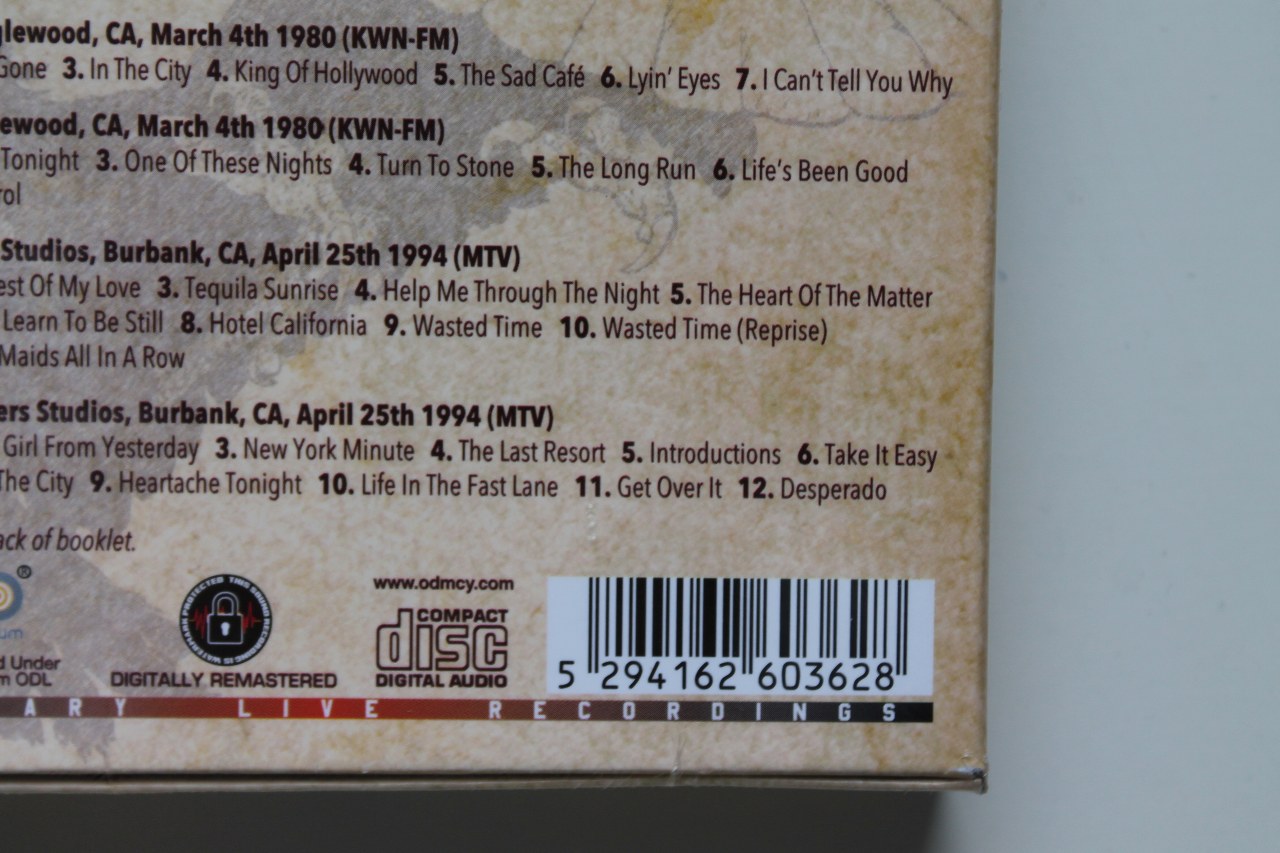 glewood, CA, March 4th 1980 (KWN-FM)
Gone 3. In The City 4. King Of Hollywood 5. The Sad Café 6. Lyin' Eyes 7. I Can't Tell You Why
ewood, CA, March 4th 1980 (KWN-FM)
Tonight 3. One Of These Nights 4. Turn To Stone 5. The Long Run 6. Life's Been Good
rol
Studios, Burbank, CA, April 25th 1994 (MTV)
est Of My Love 3. Tequila Sunrise 4. Help Me Through The Night 5. The Heart Of The Matter
Learn To Be Still 8. Hotel California 9. Wasted Time 10. Wasted Time (Reprise)
Maids All In A Row
ers Studios, Burbank, CA, April 25th 1994 (MTV)
Girl From Yesterday 3. New York Minute 4. The Last Resort 5. Introductions 6. Take It Easy
The City 9. Heartache Tonight 10. Life In The Fast Lane 11. Get Over It 12. Desperado
ack of booklet.
®
um
d Under
m ODL
THIS SOUND RECORDING IS WATERMARK PROTECTED
DIGITALLY REMASTERED
www.odmcy.com
COMPACT
disc
DIGITAL AUDIO
5 294162 603628
ARY LIVE RECORDINGS